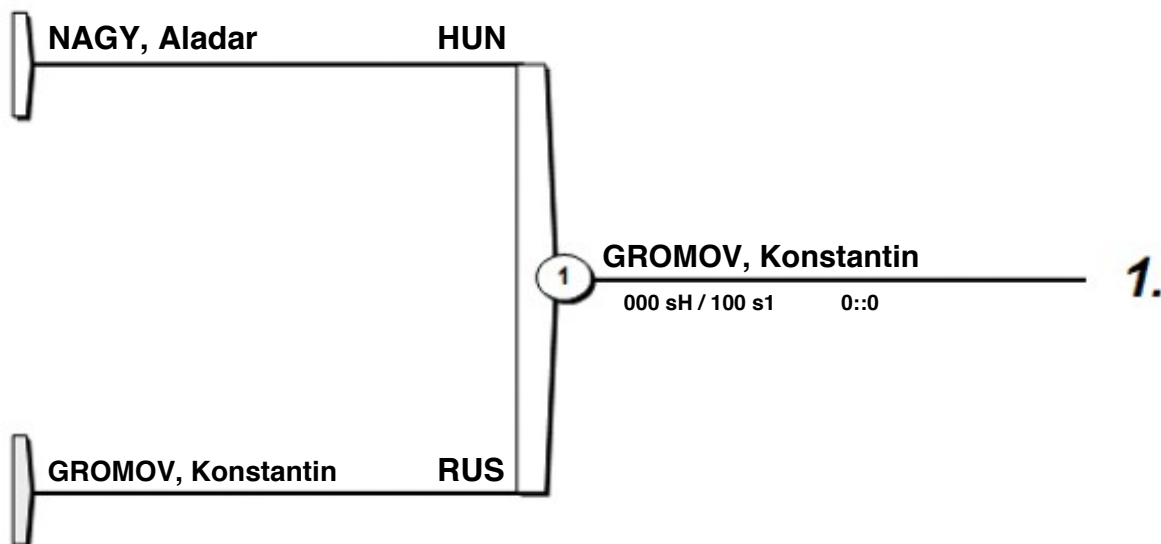 NAGY, Aladar HUN
1 GROMOV, Konstantin 1.
000 sH / 100 s1 0::0
GROMOV, Konstantin RUS